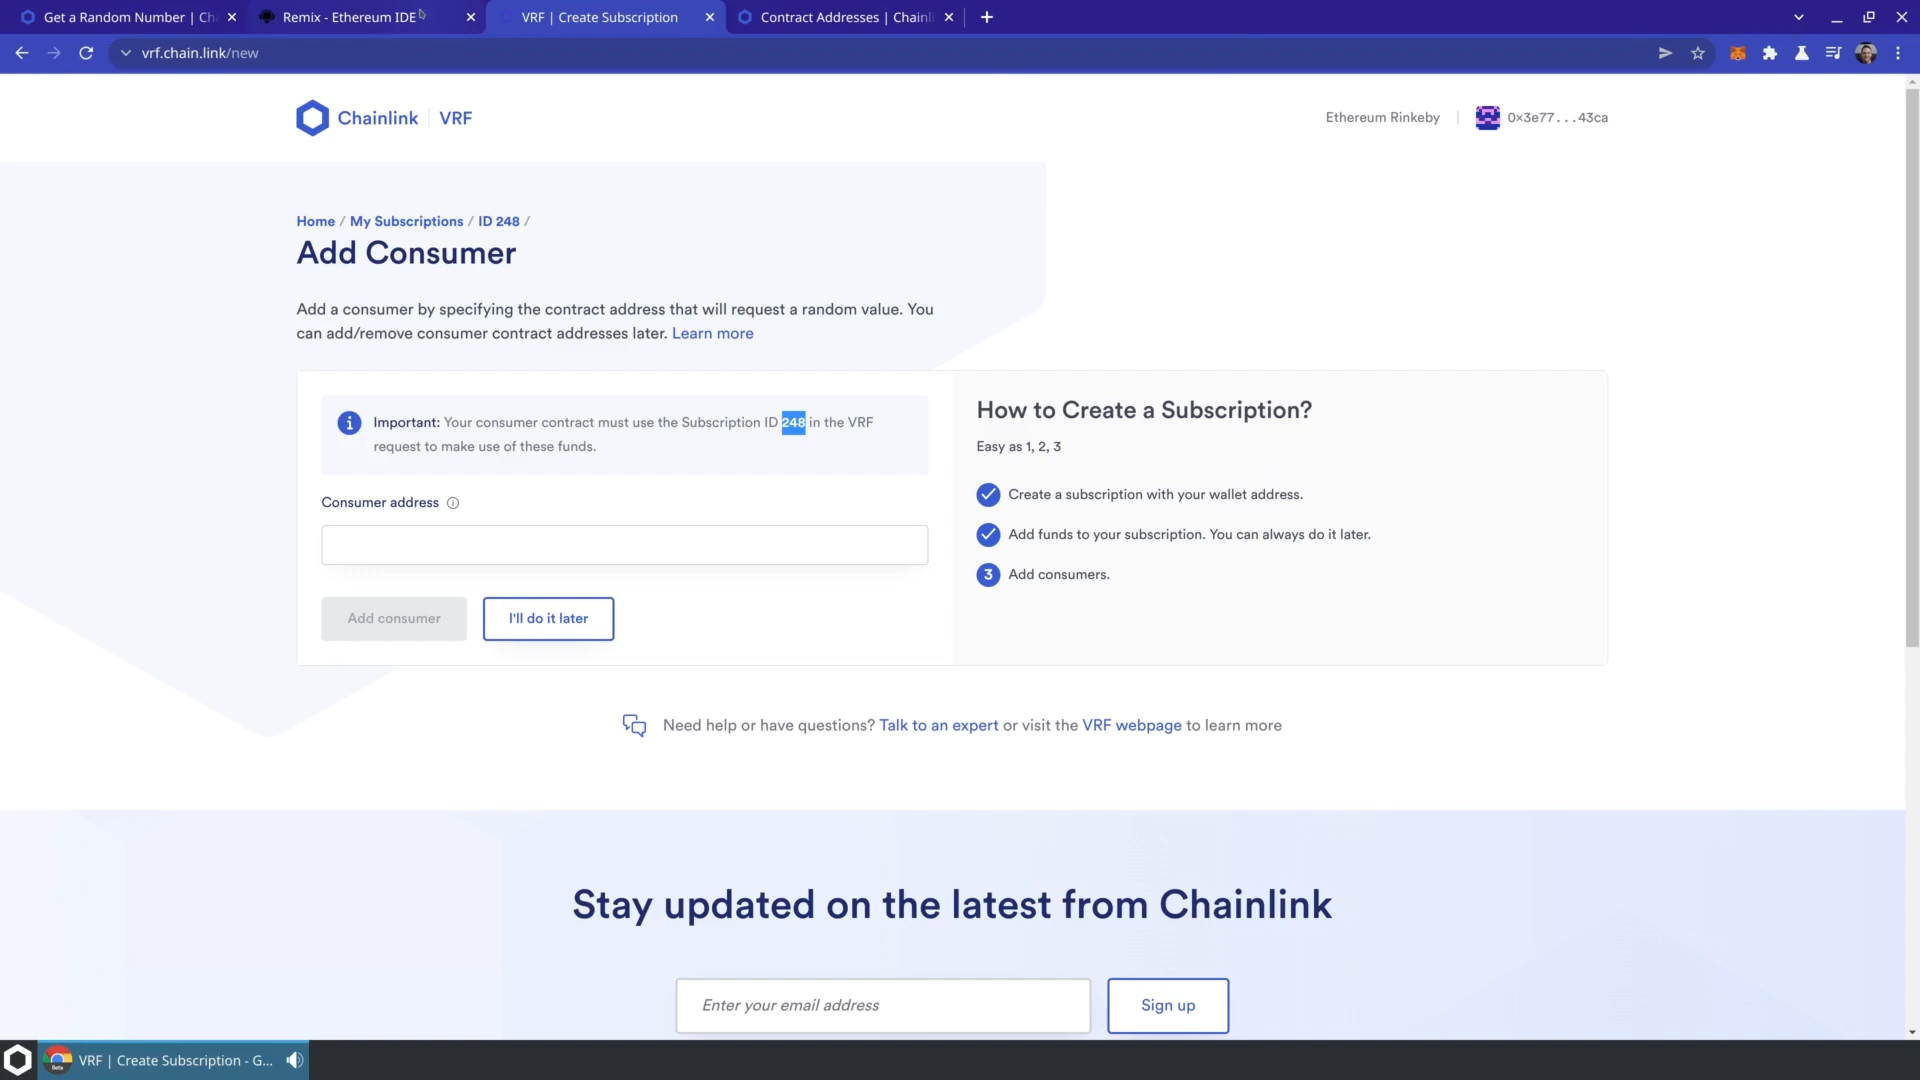 Get a Random Number | Ch
Remix - Ethereum IDE
VRF | Create Subscription
Contract Addresses | Chainli
vrf.chain.link/new
Chainlink | VRF
Ethereum Rinkeby | 0×3e77...43ca
Home / My Subscriptions / ID 248 /
Add Consumer
Add a consumer by specifying the contract address that will request a random value. You
can add/remove consumer contract addresses later. Learn more
Important: Your consumer contract must use the Subscription ID 248 in the VRF
request to make use of these funds.
Consumer address
Add consumer
I'll do it later
How to Create a Subscription?
Easy as 1, 2, 3
Create a subscription with your wallet address.
Add funds to your subscription. You can always do it later.
3 Add consumers.
Need help or have questions? Talk to an expert or visit the VRF webpage to learn more
Stay updated on the latest from Chainlink
Enter your email address
Sign up
Beta
VRF | Create Subscription - G...